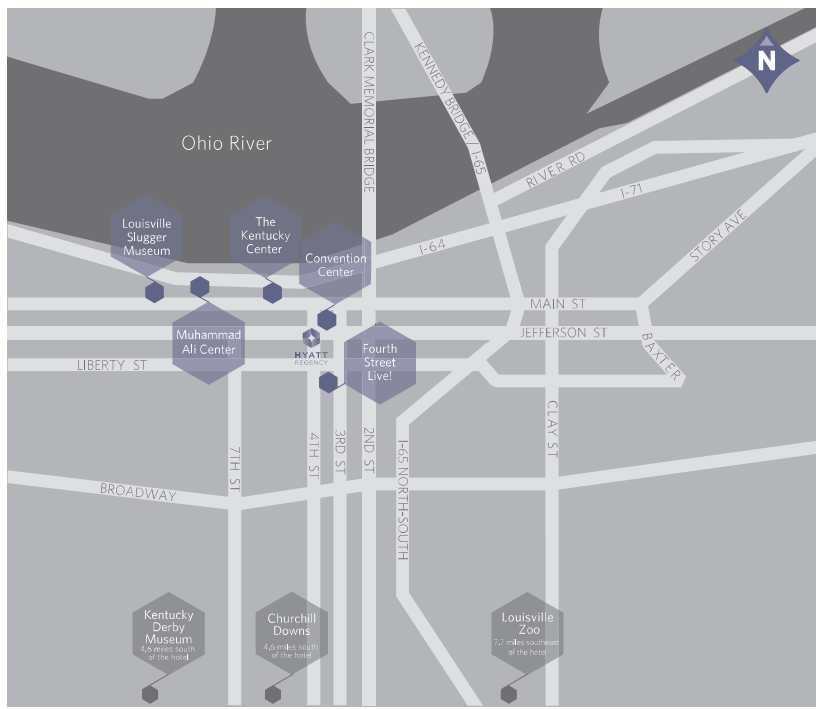 CLARK MEMORIAL BRIDGE
KENNEDY BRIDGE / I-65
N
Ohio River
RIVER RD
I-71
Louisville
Slugger
Museum
The
Kentucky
Center
Convention
Center
I-64
STORY AVE
MAIN ST
Muhammad
Ali Center
HYATT
REGENCY
Fourth
Street
Live!
JEFFERSON ST
BAXTER
LIBERTY ST
7TH ST
4TH ST
3RD ST
2ND ST
I-65 NORTH-SOUTH
CLAY ST
BROADWAY
Kentucky
Derby
Museum
4.6 miles south
of the hotel
Churchill
Downs
4.6 miles south
of the hotel
Louisville
Zoo
7.7 miles southeast
of the hotel